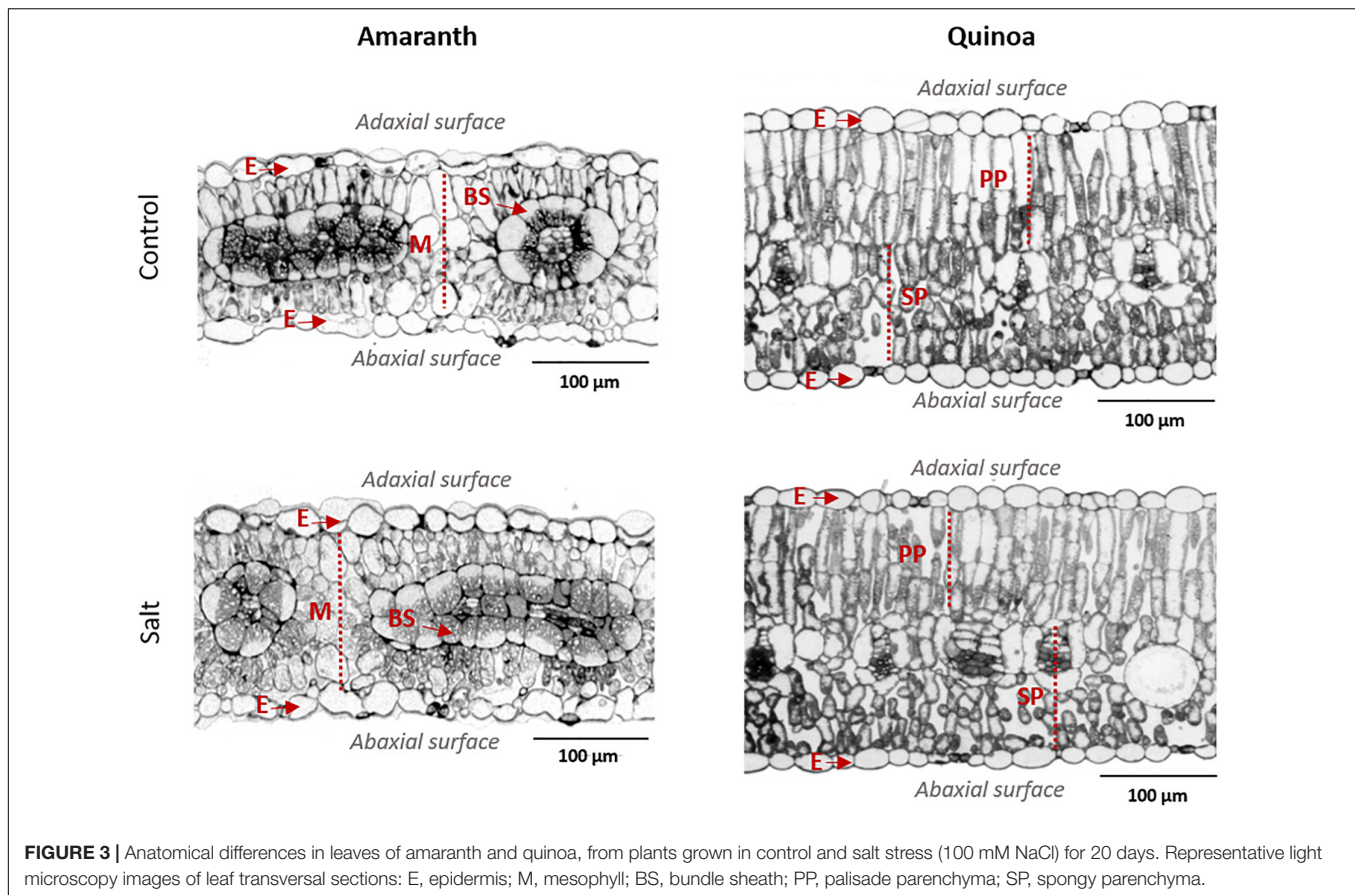 Amaranth
Quinoa
Control
Adaxial surface
E
BS
M
E
Abaxial surface
100 µm
Adaxial surface
E
PP
SP
E
Abaxial surface
100 µm
Salt
Adaxial surface
E
M
BS
E
Abaxial surface
100 µm
Adaxial surface
E
PP
SP
E
Abaxial surface
100 µm
FIGURE 3 | Anatomical differences in leaves of amaranth and quinoa, from plants grown in control and salt stress (100 mM NaCl) for 20 days. Representative light
microscopy images of leaf transversal sections: E, epidermis; M, mesophyll; BS, bundle sheath; PP, palisade parenchyma; SP, spongy parenchyma.